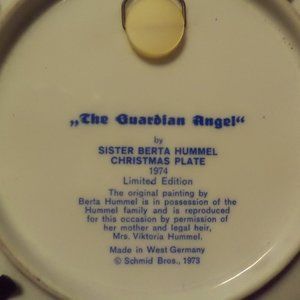 „The Guardian Angel“
by
SISTER BERTA HUMMEL
CHRISTMAS PLATE
1974
Limited Edition
The original painting by
Berta Hummel is in possession of the
Hummel family and is reproduced
for this occasion by permission of
her mother and legal heir,
Mrs. Viktoria Hummel.
Made in West Germany
© Schmid Bros., 1973